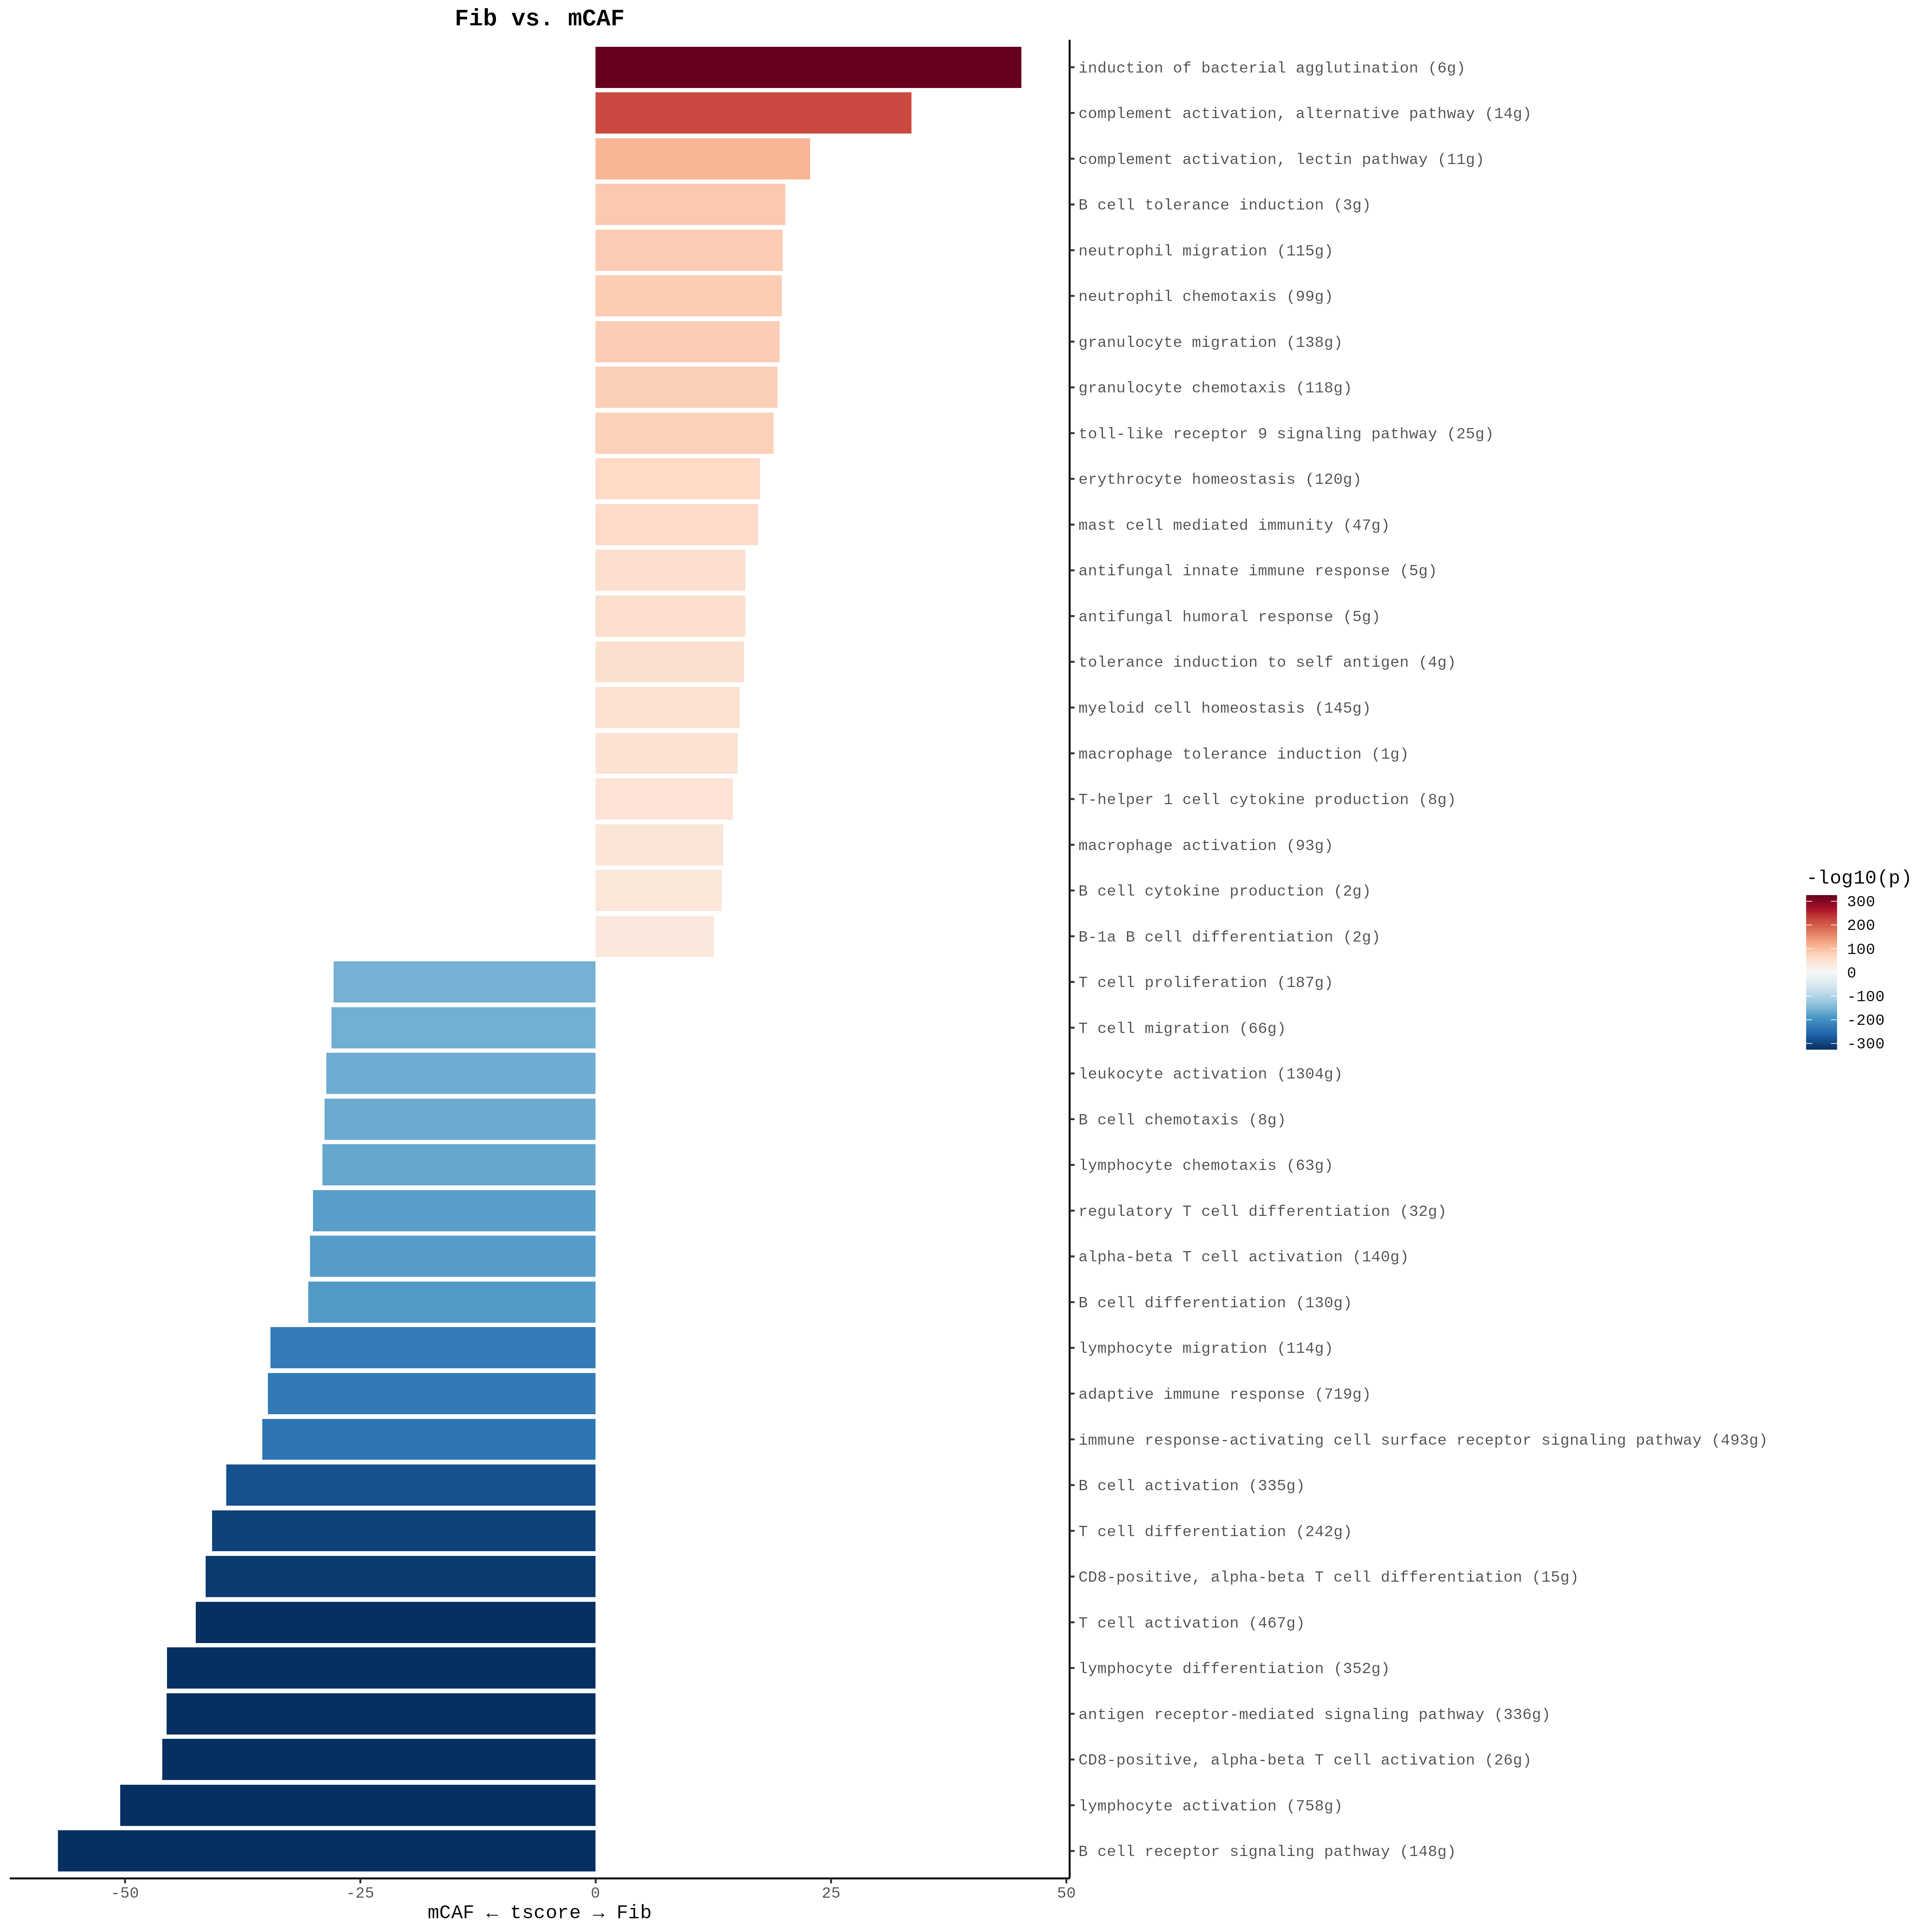 Fib vs. mCAF
induction of bacterial agglutination (6g)
complement activation, alternative pathway (14g)
complement activation, lectin pathway (11g)
B cell tolerance induction (3g)
neutrophil migration (115g)
neutrophil chemotaxis (99g)
granulocyte migration (138g)
granulocyte chemotaxis (118g)
toll-like receptor 9 signaling pathway (25g)
erythrocyte homeostasis (120g)
mast cell mediated immunity (47g)
antifungal innate immune response (5g)
antifungal humoral response (5g)
tolerance induction to self antigen (4g)
myeloid cell homeostasis (145g)
macrophage tolerance induction (1g)
T-helper 1 cell cytokine production (8g)
macrophage activation (93g)
B cell cytokine production (2g)
B-1a B cell differentiation (2g)
T cell proliferation (187g)
T cell migration (66g)
leukocyte activation (1304g)
B cell chemotaxis (8g)
lymphocyte chemotaxis (63g)
regulatory T cell differentiation (32g)
alpha-beta T cell activation (140g)
B cell differentiation (130g)
lymphocyte migration (114g)
adaptive immune response (719g)
immune response-activating cell surface receptor signaling pathway (493g)
B cell activation (335g)
T cell differentiation (242g)
CD8-positive, alpha-beta T cell differentiation (15g)
T cell activation (467g)
lymphocyte differentiation (352g)
antigen receptor-mediated signaling pathway (336g)
CD8-positive, alpha-beta T cell activation (26g)
lymphocyte activation (758g)
B cell receptor signaling pathway (148g)
-50 -25 0 25 50
mCAF ← tscore → Fib
-log10(p)
300
200
100
0
-100
-200
-300